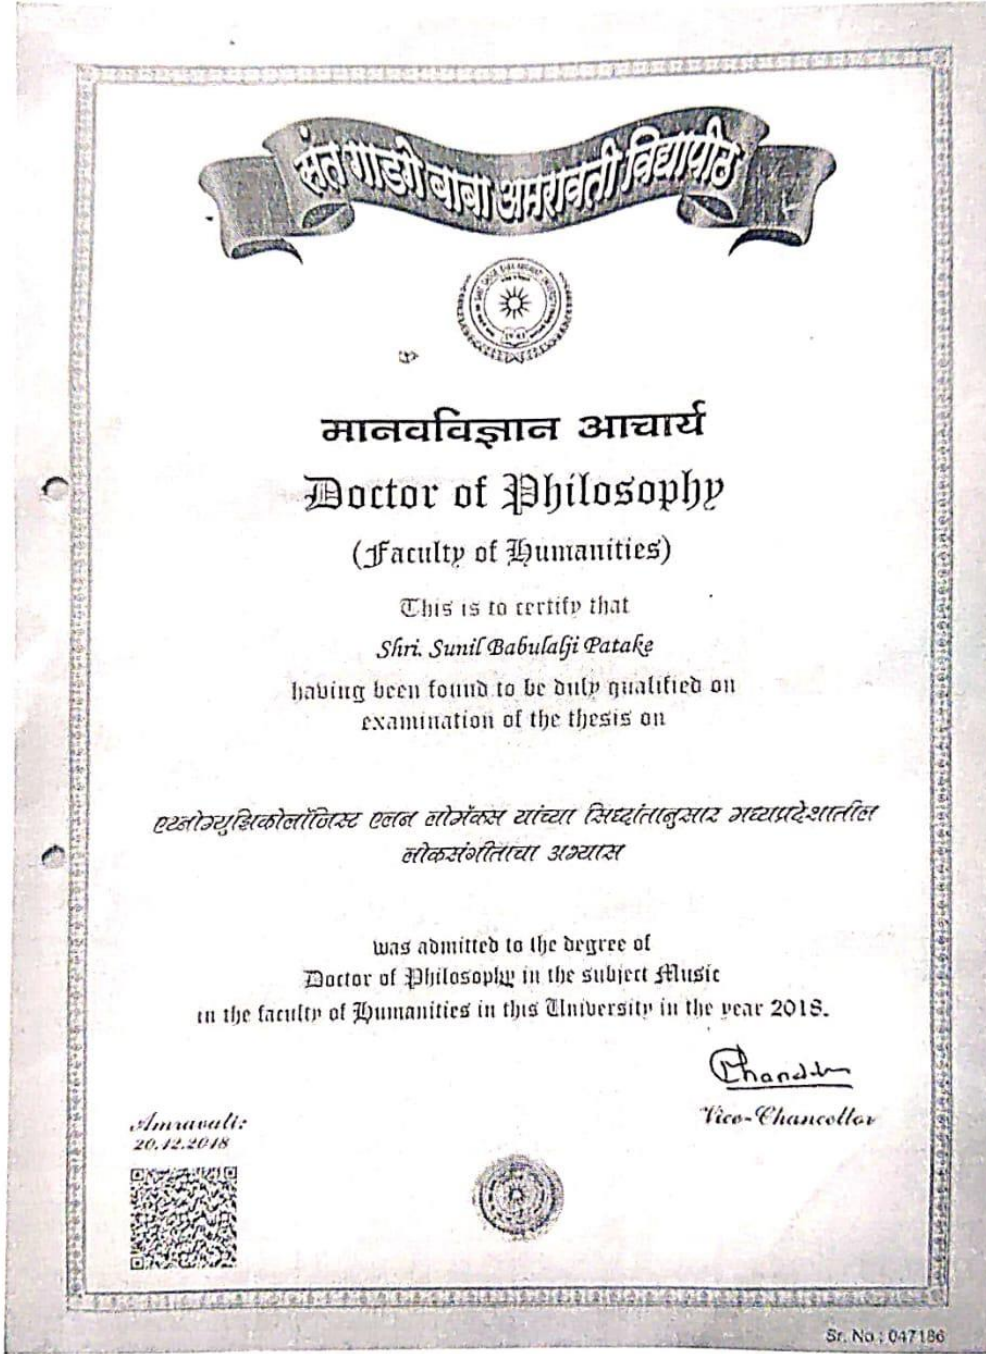 संत गाडगे बाबा अमरावती विद्यापीठ
मानवविज्ञान आचार्य
Doctor of Philosophy
(Faculty of Humanities)
This is to certify that
Shri. Sunil Babulalji Patake
having been found to be duly qualified on
examination of the thesis on
एथ्नोम्युझिकोलॉजिस्ट एलन लोमॅक्स यांच्या सिध्दांतानुसार मध्यप्रदेशातील
लोकसंगीताचा अभ्यास
was admitted to the degree of
Doctor of Philosophy in the subject Music
in the faculty of Humanities in this University in the year 2018.
Vice-Chancellor
Amravati:
20.12.2018
Sr. No : 047186